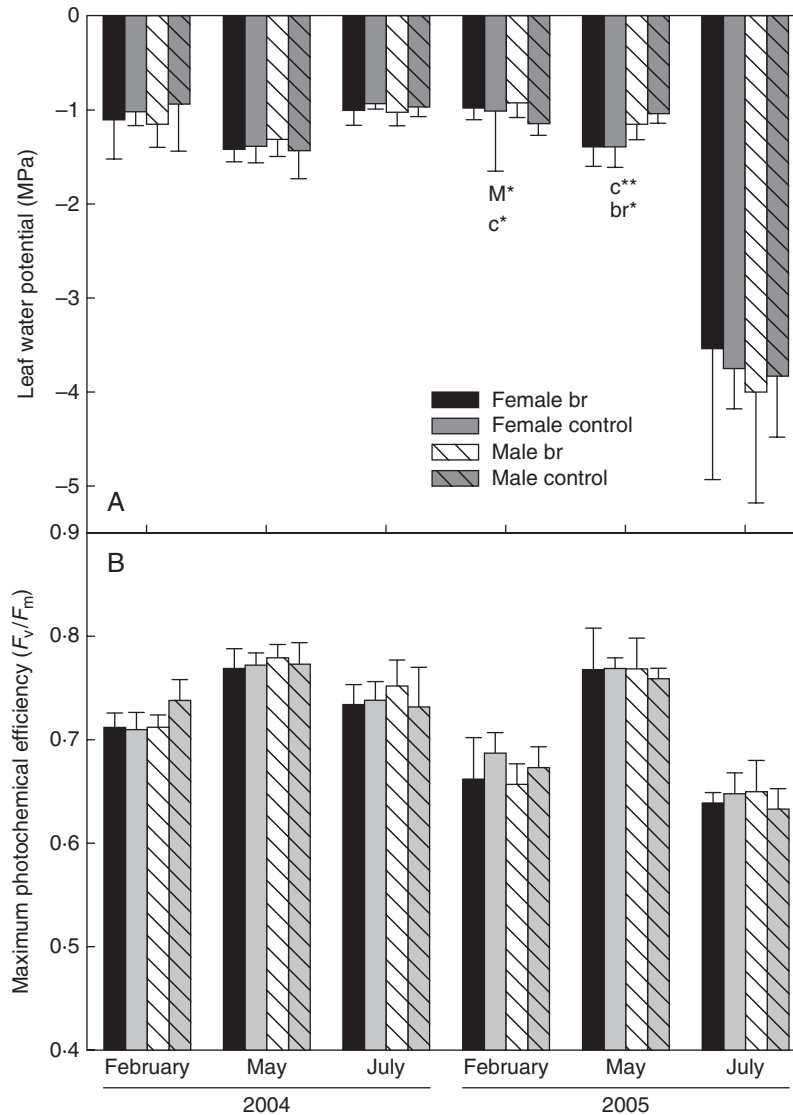 0
–1
–2
–3
–4
–5
Leaf water potential (MPa)
M*
c*
c**
br*
Female br
Female control
Male br
Male control
A
0·9
0·8
0·7
0·6
0·5
0·4
Maximum photochemical efficiency (Fv/Fm)
B
February May July February May July
2004 2005